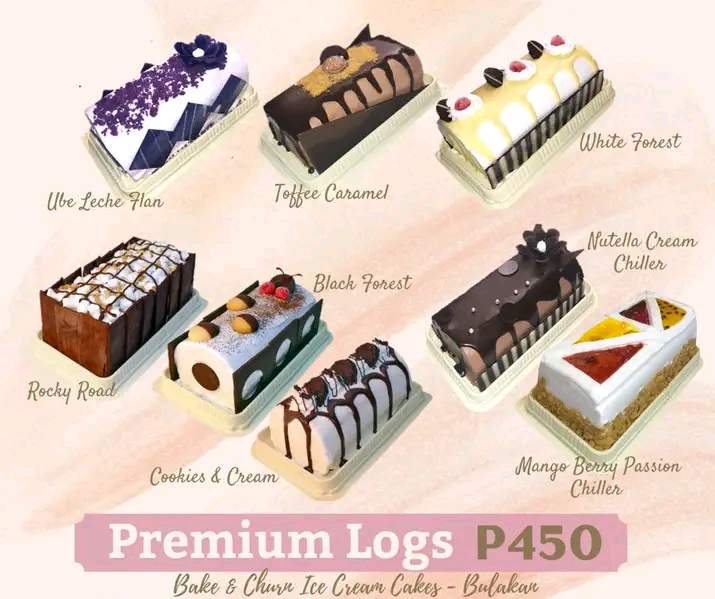 White Forest
Ube Leche Flan
Toffee Caramel
Nutella Cream
Chiller
Black Forest
Rocky Road
Cookies & Cream
Mango Berry Passion
Chiller
Premium Logs P450
Bake & Churn Ice Cream Cakes - Bulakan